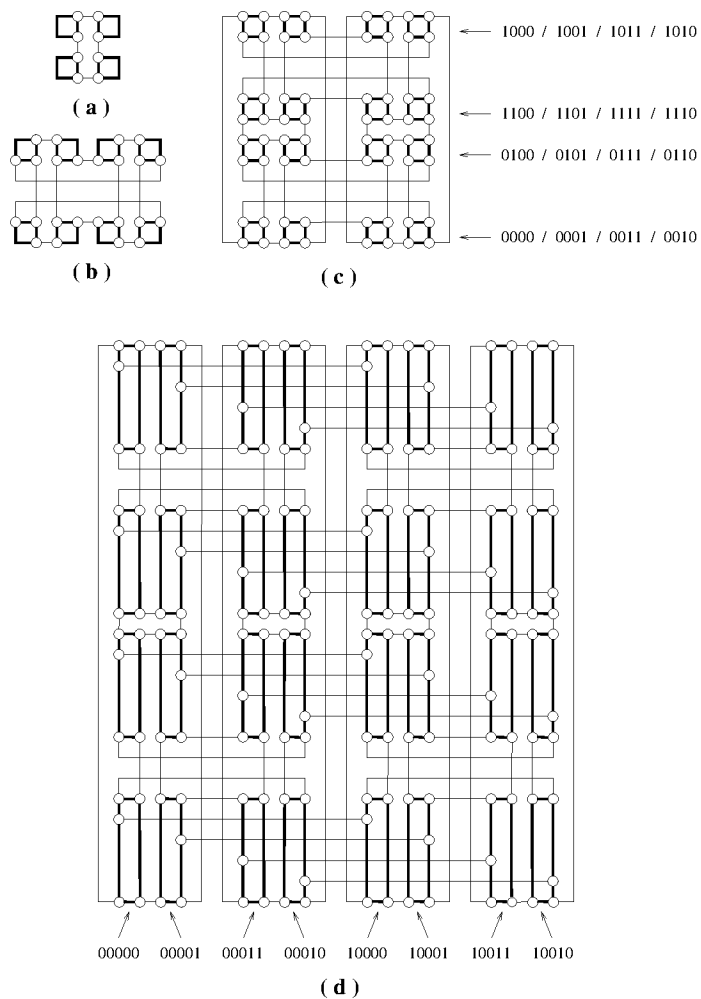 ( a )
( b )
( c )
1000 / 1001 / 1011 / 1010
1100 / 1101 / 1111 / 1110
0100 / 0101 / 0111 / 0110
0000 / 0001 / 0011 / 0010
00000 00001 00011 00010 10000 10001 10011 10010
( d )